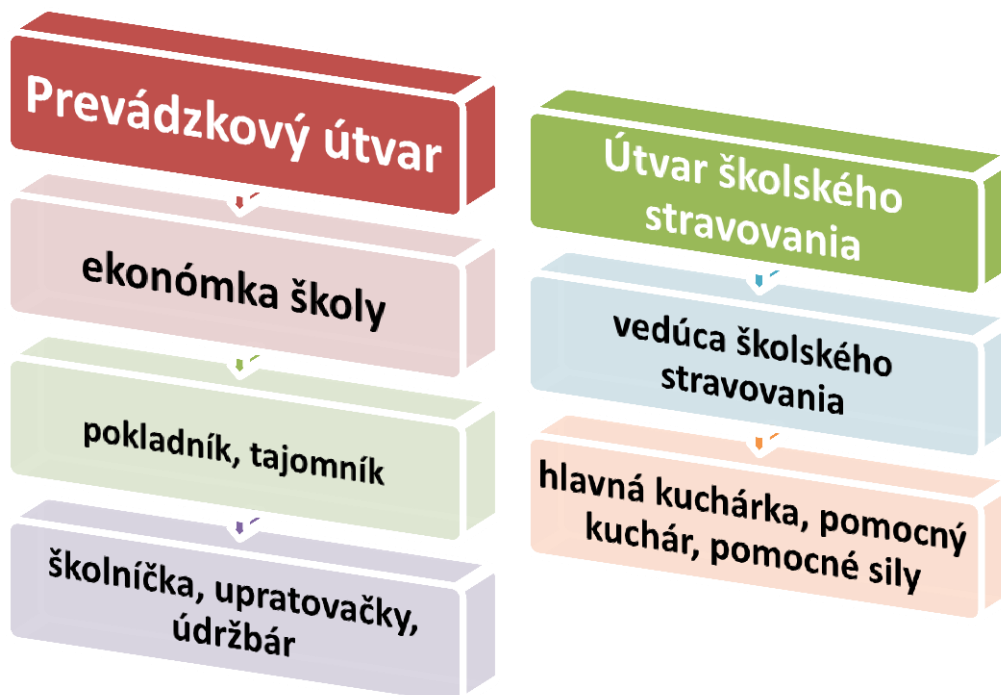 Prevádzkový útvar
ekonómka školy
pokladník, tajomník
školníčka, upratovačky,
údržbár
Útvar školského
stravovania
vedúca školského
stravovania
hlavná kuchárka, pomocný
kuchár, pomocné sily